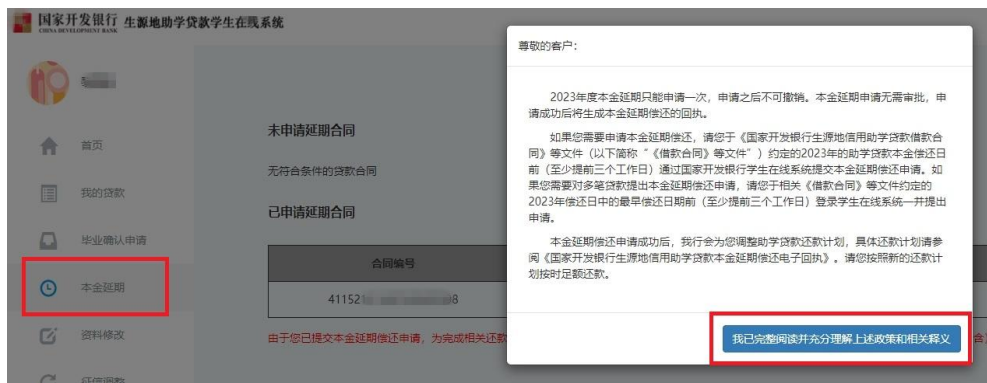 国家开发银行 生源地助学贷款学生在线系统
CHINA DEVELOPMENT BANK
首页
我的贷款
毕业确认申请
本金延期
资料修改
征信调整
未申请延期合同
无符合条件的贷款合同
已申请延期合同
合同编号
41152
8
由于您已提交本金延期偿还申请，为完成相关还款
尊敬的客户：
2023年度本金延期只能申请一次，申请之后不可撤销。本金延期申请无需审批，申
请成功后将生成本金延期偿还的回执。
如果您需要申请本金延期偿还，请您于《国家开发银行生源地信用助学贷款借款合
同》等文件（以下简称“《借款合同》等文件”）约定的2023年的助学贷款本金偿还日
前（至少提前三个工作日）通过国家开发银行学生在线系统提交本金延期偿还申请。如
果您需要对多笔贷款提出本金延期偿还申请，请您于相关《借款合同》等文件约定的
2023年偿还日中的最早偿还日期前（至少提前三个工作日）登录学生在线系统一并提出
申请。
本金延期偿还申请成功后，我行会为您调整助学贷款还款计划，具体还款计划请参
阅《国家开发银行生源地信用助学贷款本金延期偿还电子回执》。请您按照新的还款计
划按时足额还款。
我已完整阅读并充分理解上述政策和相关释义